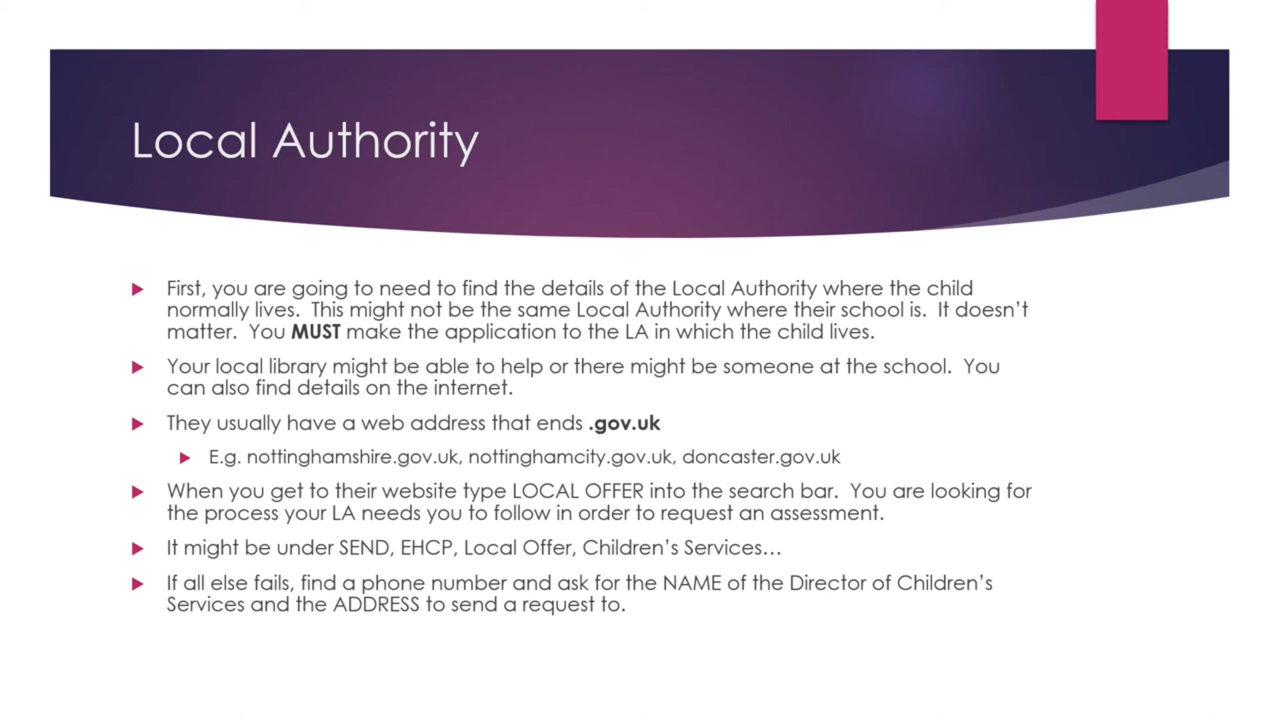 Local Authority
First, you are going to need to find the details of the Local Authority where the child
normally lives.  This might not be the same Local Authority where their school is.  It doesn't
matter.  You MUST make the application to the LA in which the child lives.
Your local library might be able to help or there might be someone at the school.  You
can also find details on the internet.
They usually have a web address that ends .gov.uk
E.g. nottinghamshire.gov.uk, nottinghamcity.gov.uk, doncaster.gov.uk
When you get to their website type LOCAL OFFER into the search bar.  You are looking for
the process your LA needs you to follow in order to request an assessment.
It might be under SEND, EHCP, Local Offer, Children's Services…
If all else fails, find a phone number and ask for the NAME of the Director of Children's
Services and the ADDRESS to send a request to.